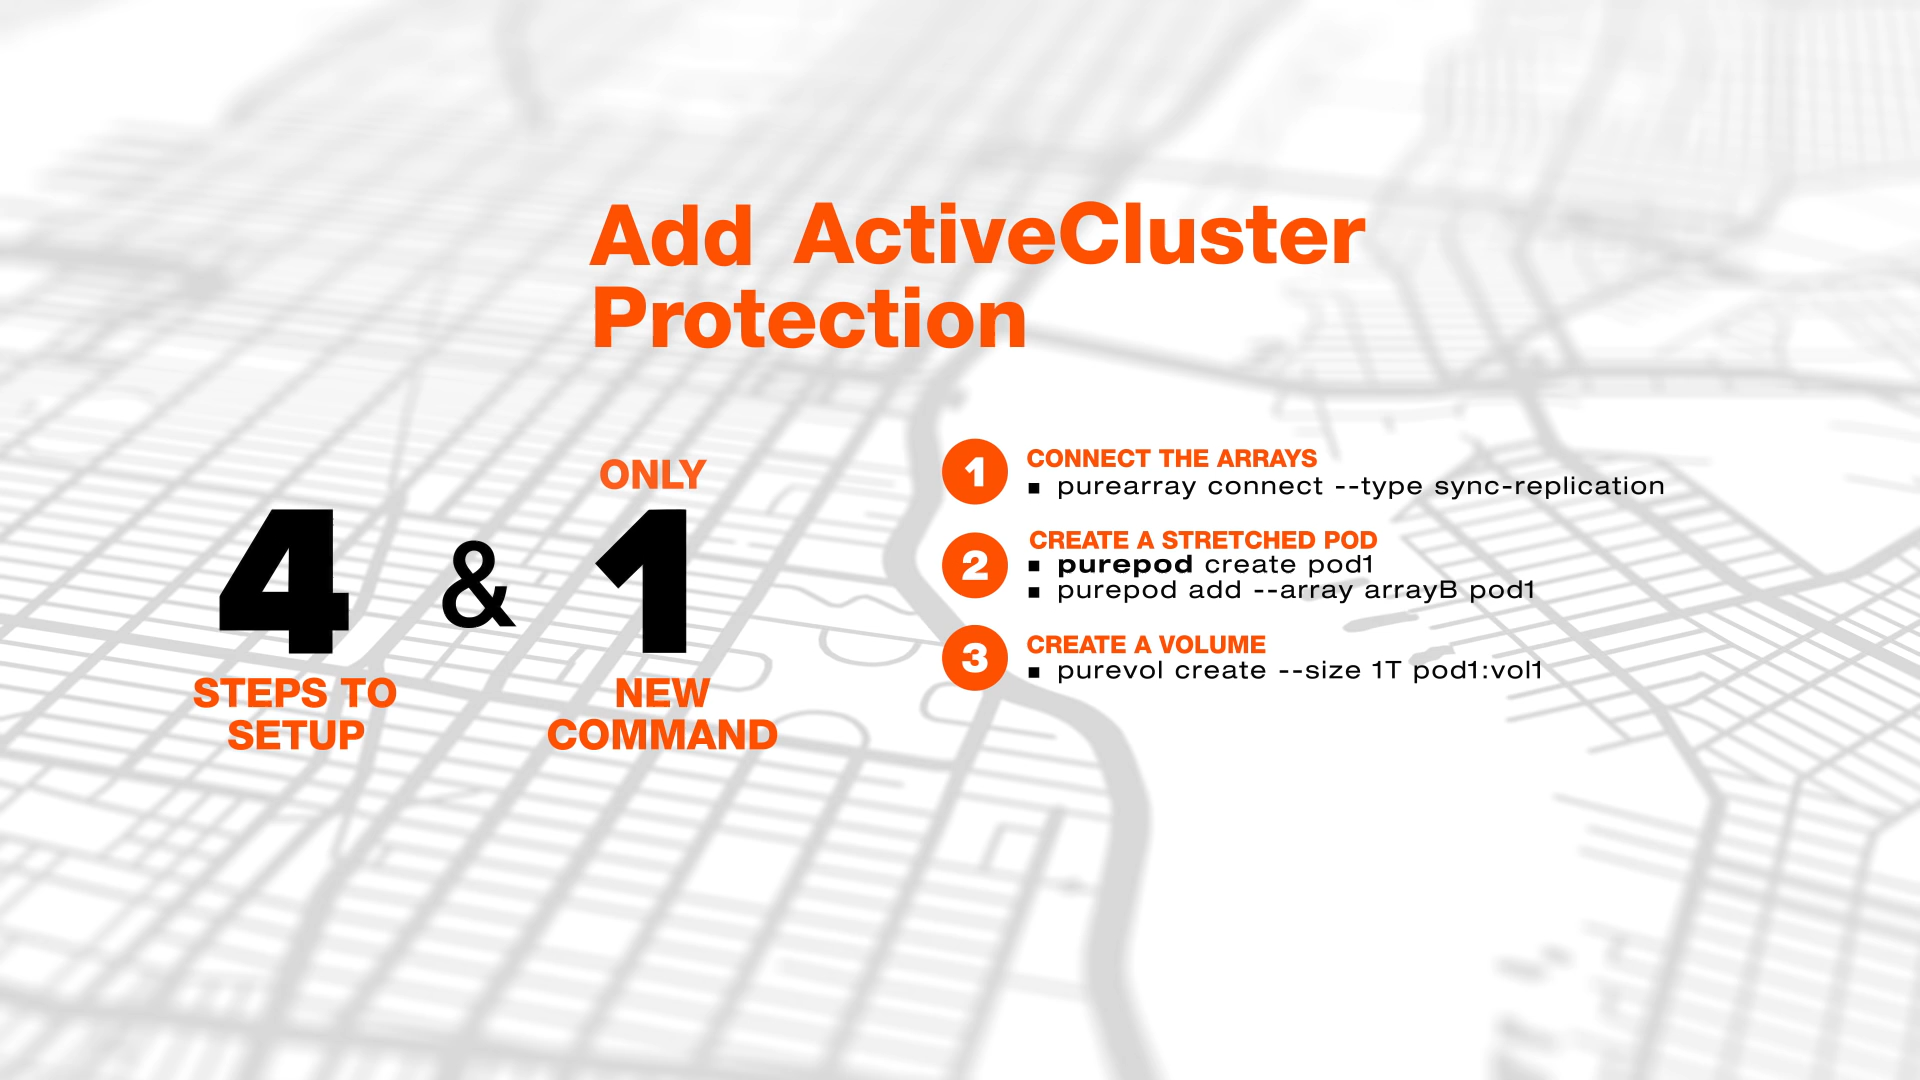 Add ActiveCluster
Protection
4
STEPS TO
SETUP
&
ONLY
1
NEW
COMMAND
1
CONNECT THE ARRAYS
▪ purearray connect --type sync-replication
2
CREATE A STRETCHED POD
▪ purepod create pod1
▪ purepod add --array arrayB pod1
3
CREATE A VOLUME
▪ purevol create --size 1T pod1:vol1